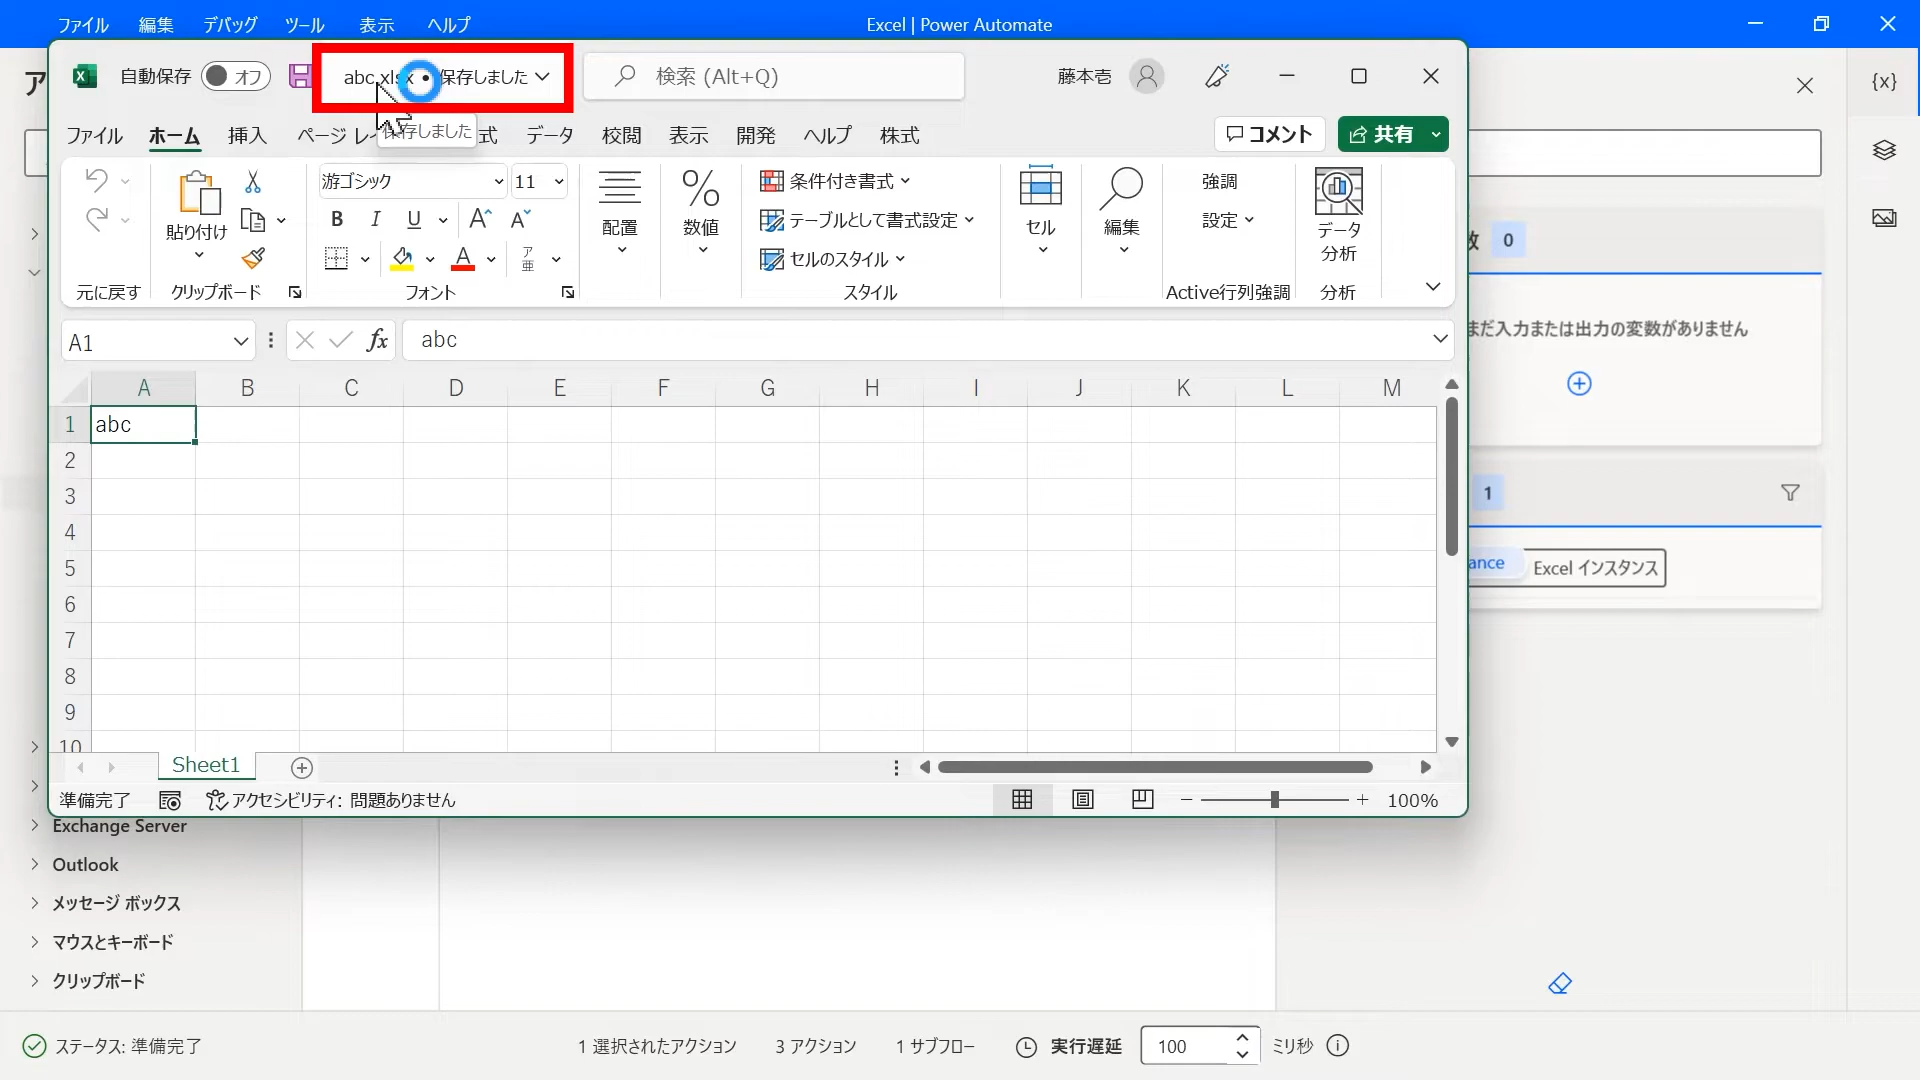 ファイル 編集 デバッグ ツール 表示 ヘルプ Excel | Power Automate
ア
自動保存 オフ abc.xlsx • 保存しました 検索 (Alt+Q) 藤本壱
{x}
保存しました
ファイル ホーム 挿入 ページ レイ 式 データ 校閲 表示 開発 ヘルプ 株式 コメント 共有
游ゴシック 11
貼り付け
B I U A A
A ア亜
配置
% 数値
条件付き書式
テーブルとして書式設定
セルのスタイル
セル
編集
強調
設定
データ
分析
元に戻す クリップボード フォント スタイル Active行列強調 分析
数 0
まだ入力または出力の変数がありません
A1 fx abc
A B C D E F G H I J K L M
1 abc
2
3
4
5
6
7
8
9
10
1
ance Excel インスタンス
Sheet1
準備完了 アクセシビリティ: 問題ありません 100%
Exchange Server
Outlook
メッセージ ボックス
マウスとキーボード
クリップボード
ステータス: 準備完了 1 選択されたアクション 3 アクション 1 サブフロー 実行遅延 100 ミリ秒